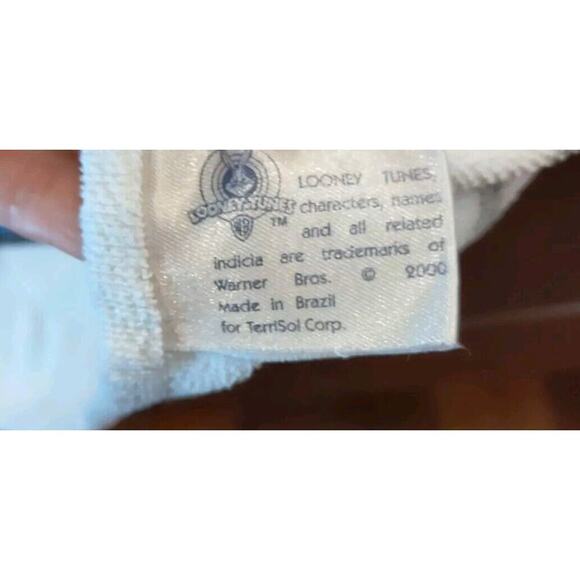 LOONEY TUNES
WB
TM
LOONEY TUNES,
characters, names
and all related
indicia are trademarks of
Warner Bros. © 2000
Made in Brazil
for TerriSol Corp.